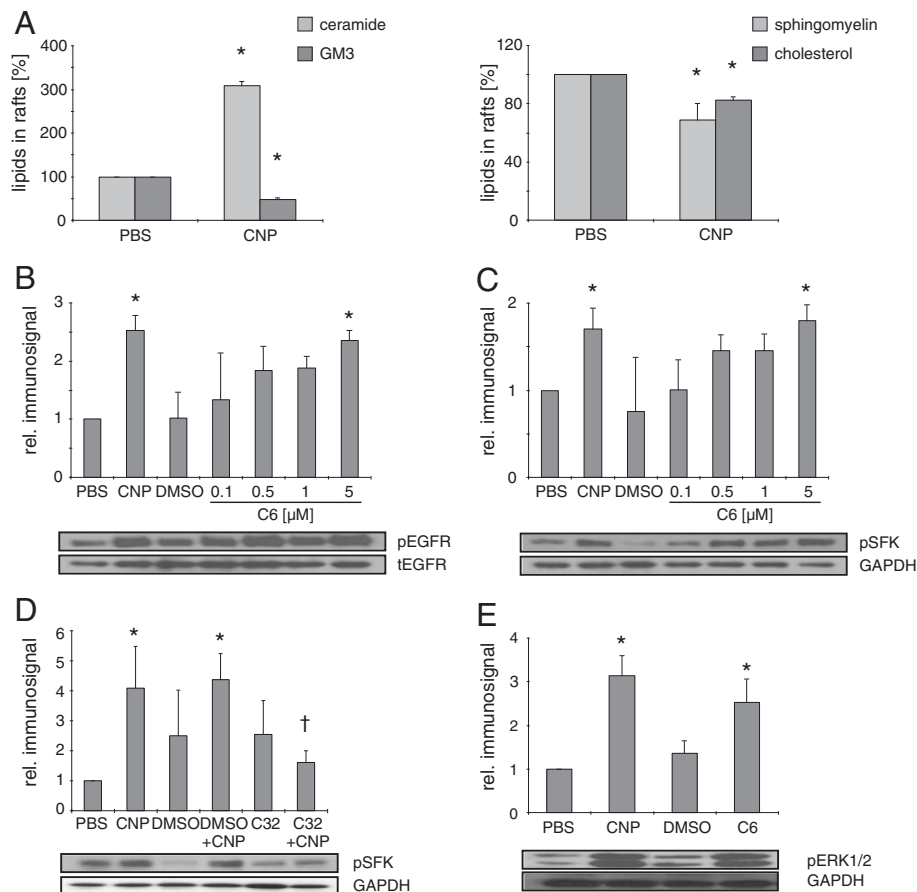 A
ceramide
GM3
lipids in rafts [%]
400
300
200
100
0
*
*
PBS
CNP
sphingomyelin
cholesterol
lipids in rafts [%]
120
80
40
0
* *
PBS
CNP
B
rel. immunosignal
3
2
1
0
*
*
PBS CNP DMSO 0.1 0.5 1 5
C6 [µM]
pEGFR
tEGFR
C
rel. immunosignal
2
1
0
*
*
PBS CNP DMSO 0.1 0.5 1 5
C6 [µM]
pSFK
GAPDH
D
rel. immunosignal
6
5
4
3
2
1
0
*
*
†
PBS CNP DMSO DMSO C32 C32
+CNP +CNP
pSFK
GAPDH
E
rel. immunosignal
4
3
2
1
0
*
*
PBS CNP DMSO C6
pERK1/2
GAPDH